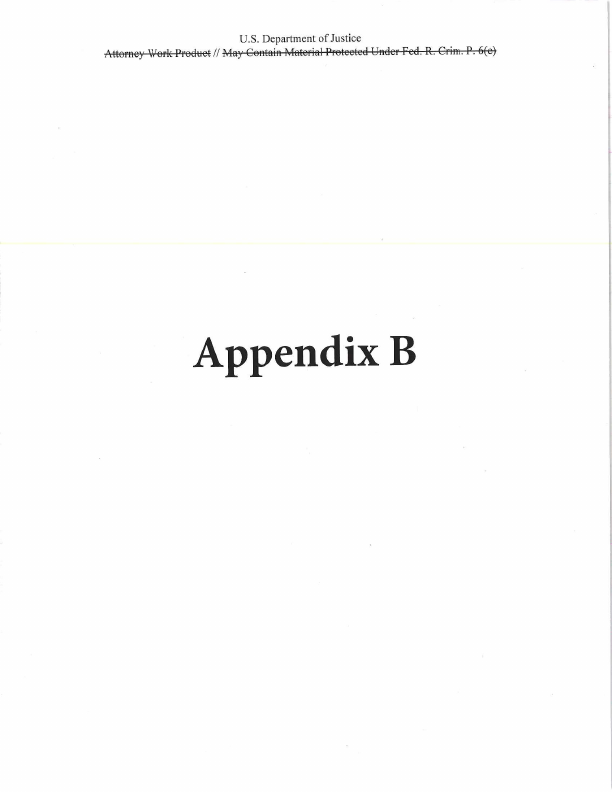 U.S. Department of Justice
Attorney Work Product // May Contain Material Protected Under Fed. R. Crim. P. 6(e)
Appendix B